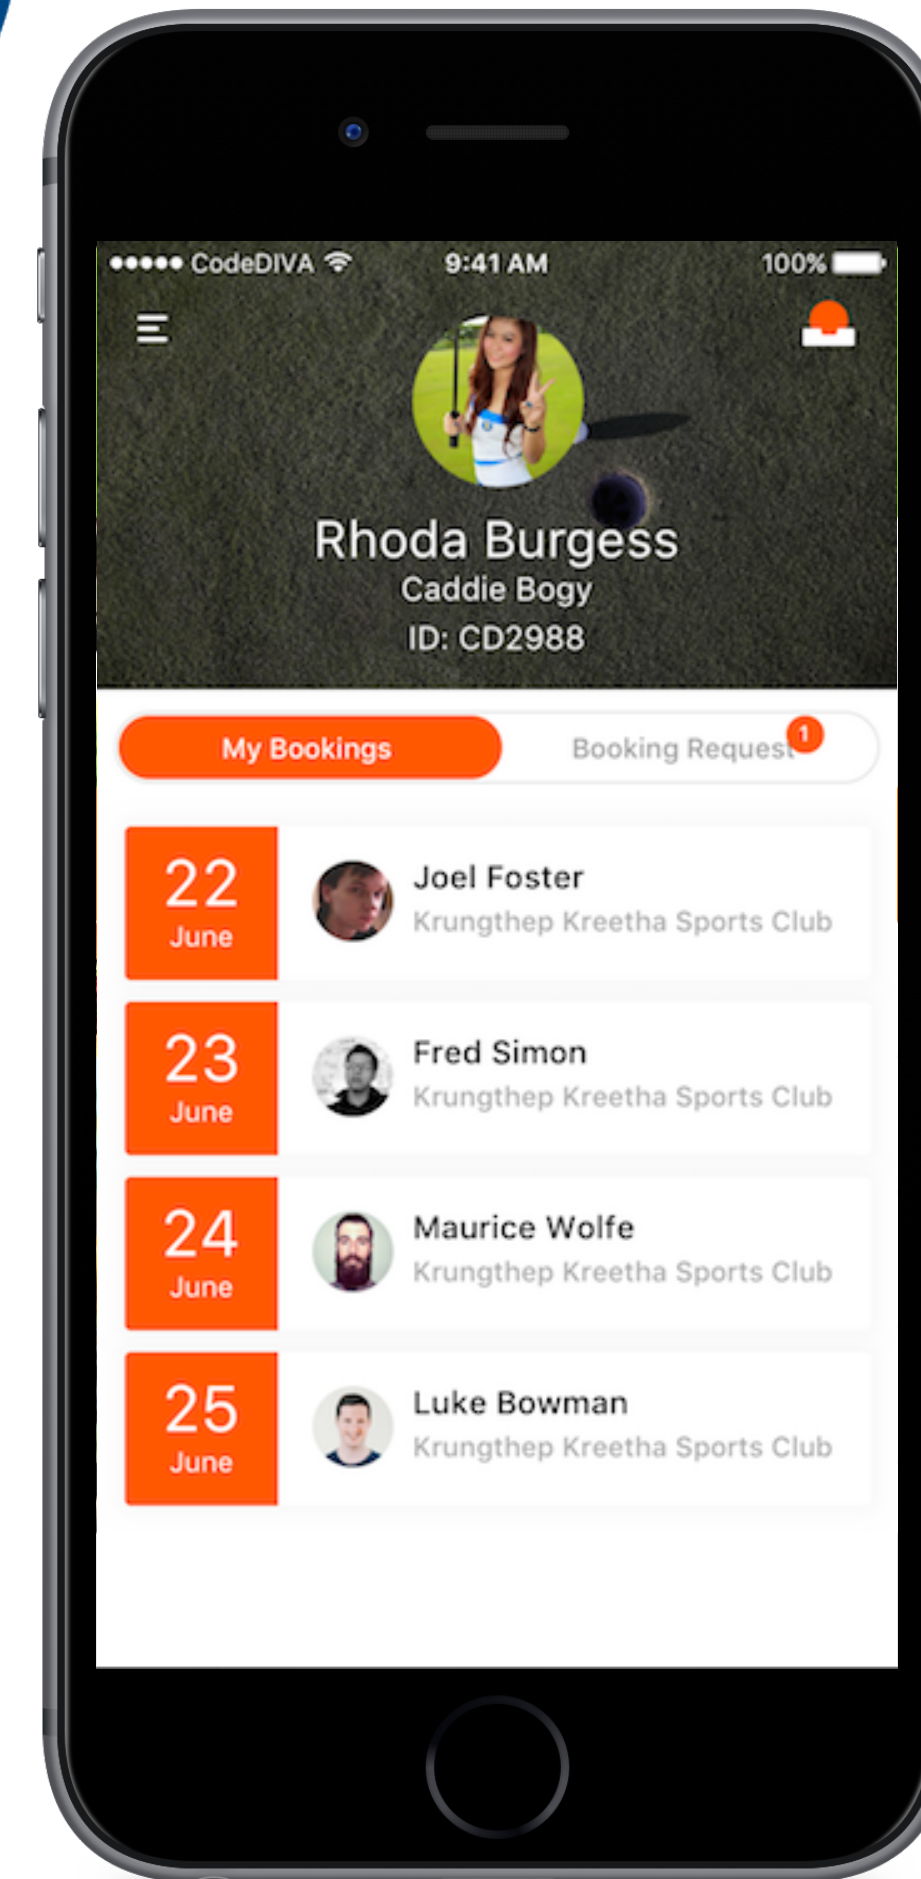 CodeDIVA 9:41 AM 100%
Rhoda Burgess
Caddie Bogy
ID: CD2988
My Bookings Booking Request 1
22
June
Joel Foster
Krungthep Kreetha Sports Club
23
June
Fred Simon
Krungthep Kreetha Sports Club
24
June
Maurice Wolfe
Krungthep Kreetha Sports Club
25
June
Luke Bowman
Krungthep Kreetha Sports Club